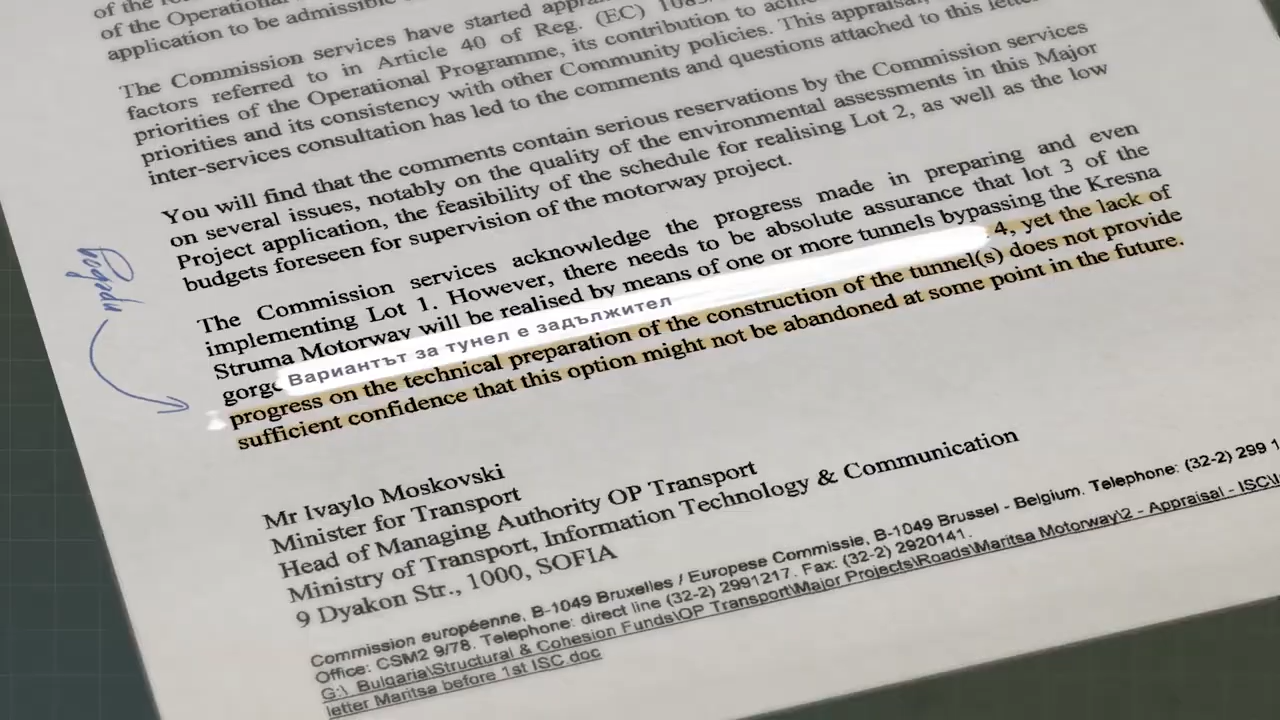 of the Operational
application to be admissible
The Commission services have started
factors referred to in Article 40 of Reg. (EC)
priorities of the Operational Programme, its contribution to
priorities and its consistency with other Community policies. This appraisal,
inter-services consultation has led to the comments and questions attached to this letter
You will find that the comments contain serious reservations by the Commission services
on several issues, notably on the quality of the environmental assessments in this Major
Project application, the feasibility of the schedule for realising Lot 2, as well as the low
budgets foreseen for supervision of the motorway project.
The Commission services acknowledge the progress made in preparing and even
implementing Lot 1. However, there needs to be absolute assurance that lot 3 of the
Struma Motorway will be realised by means of one or more tunnels bypassing the Kresna
gorge Вариантът за тунел е задължител 4, yet the lack of
progress on the technical preparation of the construction of the tunnel(s) does not provide
sufficient confidence that this option might not be abandoned at some point in the future.
Mr Ivaylo Moskovski
Minister for Transport
Head of Managing Authority OP Transport
Ministry of Transport, Information Technology & Communication
9 Dyakon Str., 1000, SOFIA
Commission européenne, B-1049 Bruxelles / Europese Commissie, B-1049 Brussel - Belgium. Telephone: (32-2) 299 1
Office: CSM2 9/78. Telephone: direct line (32-2) 2991217. Fax: (32-2) 2920141.
G:\_Bulgaria\Structural & Cohesion Funds\OP Transport\Major Projects\Roads\Maritsa Motorway\2 - Appraisal - ISC\
letter Maritsa before 1st ISC.doc